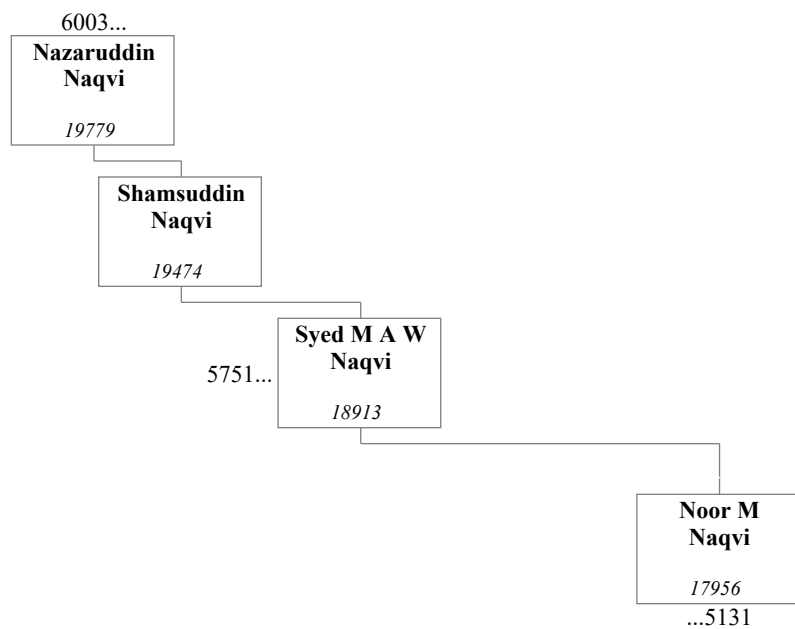 6003...
Nazaruddin
Naqvi
19779
Shamsuddin
Naqvi
19474
Syed M A W
Naqvi
5751...
18913
Noor M
Naqvi
17956
...5131